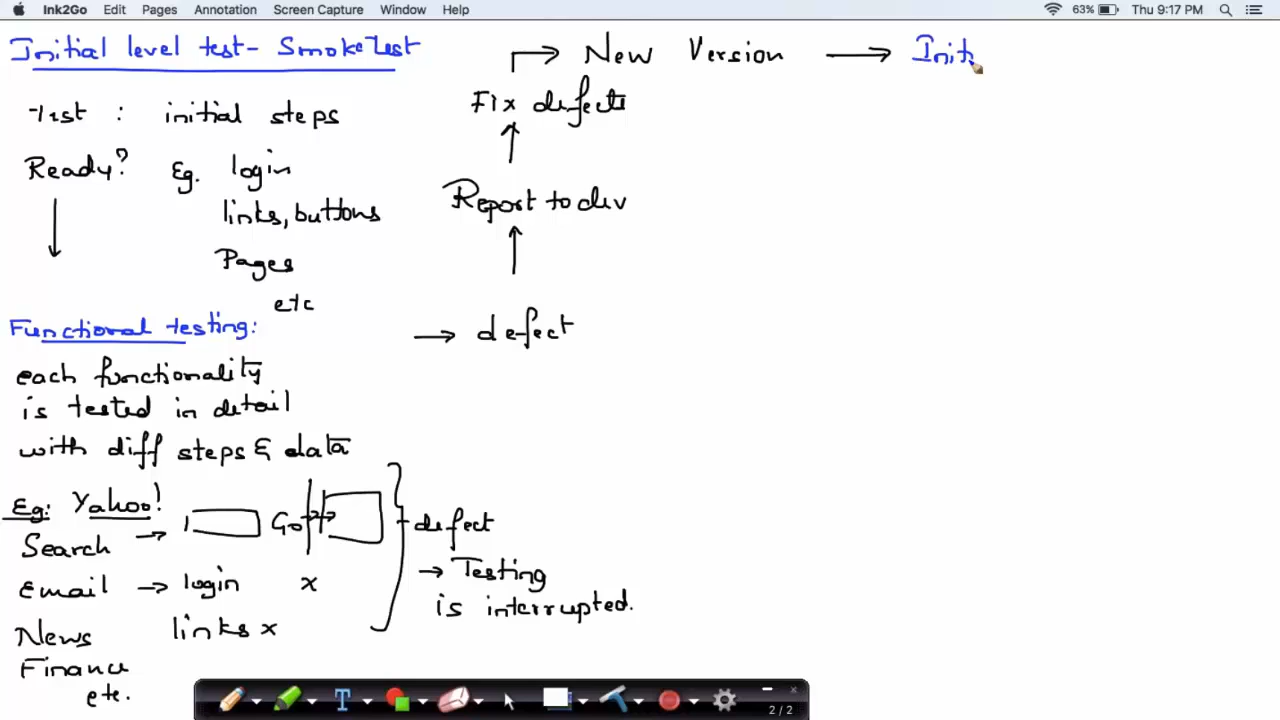 Ink2Go Edit Pages Annotation Screen Capture Window Help 63% Thu 9:17 PM
Initial level test- Smoke Test
Test : initial steps
Ready? Eg. login
links, buttons
Pages
etc
Functional testing:
each functionality
is tested in detail
with diff steps & data
Eg: Yahoo!
Search → Go
Email → login x
News links x
Finance
etc.
defect
→ Testing
is interrupted.
→ defect
Report to dev
Fix defects
→ New Version → Init
2 / 2